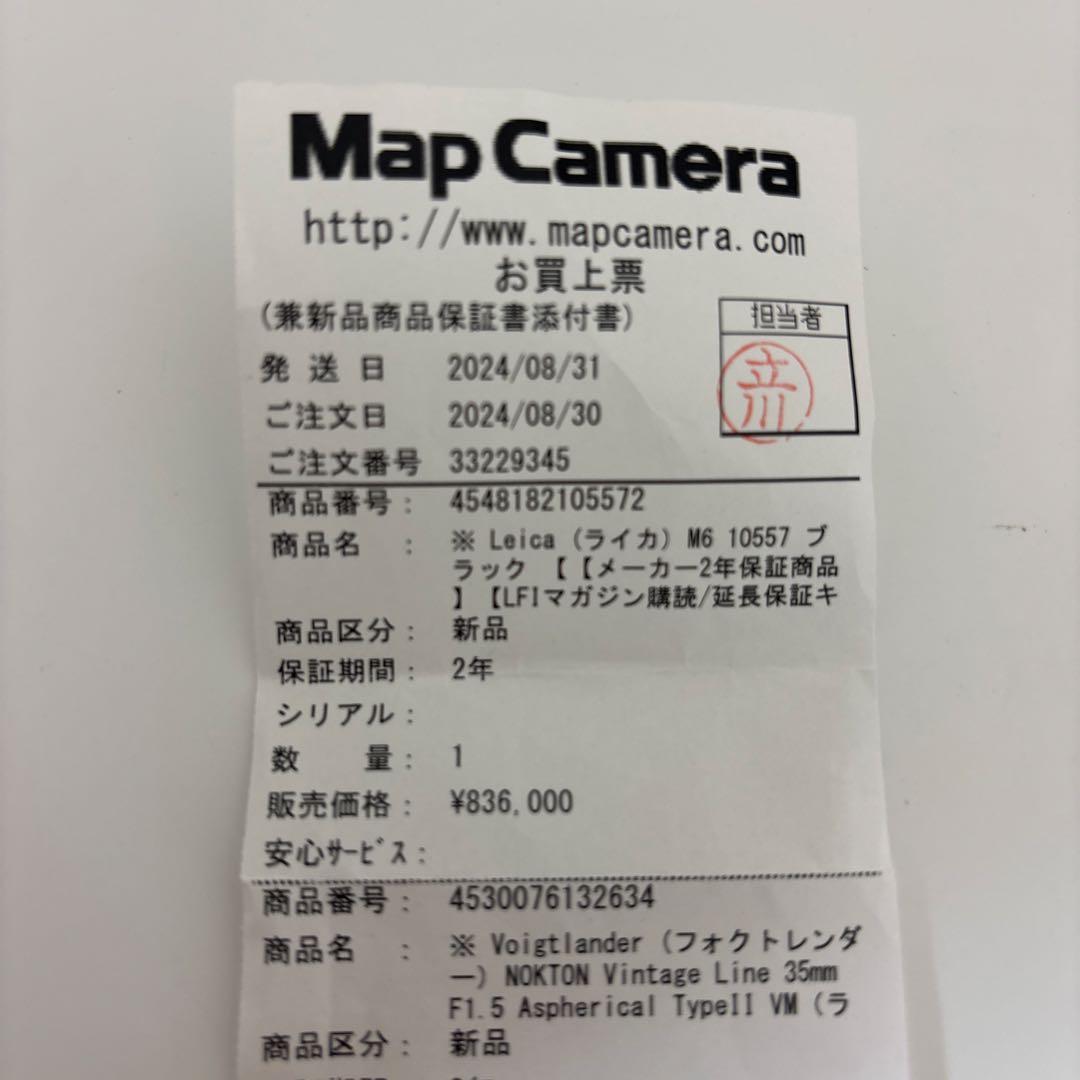 Map Camera
http://www.mapcamera.com
お買上票
(兼新品商品保証書添付書)
担当者
立川
発送日 2024/08/31
ご注文日 2024/08/30
ご注文番号 33229345
商品番号: 4548182105572
商品名 : ※ Leica (ライカ) M6 10557 ブ
ラック 【【メーカー2年保証商品
】【LFIマガジン購読/延長保証キ
商品区分: 新品
保証期間: 2年
シリアル:
数 量: 1
販売価格: ¥836,000
安心ｻｰﾋﾞｽ:
商品番号: 4530076132634
商品名 : ※ Voigtlander (フォクトレンダ
ー) NOKTON Vintage Line 35mm
F1.5 Aspherical TypeII VM (ラ
商品区分: 新品